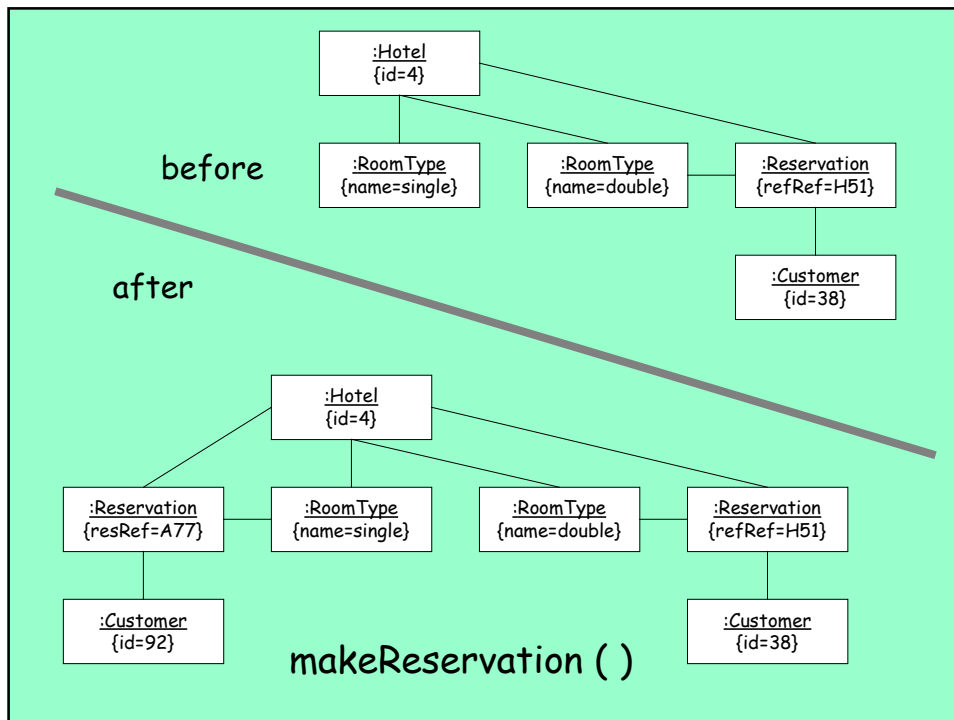 :Hotel
{id=4}
before
:RoomType
{name=single}
:RoomType
{name=double}
:Reservation
{refRef=H51}
:Customer
{id=38}
after
:Hotel
{id=4}
:Reservation
{resRef=A77}
:RoomType
{name=single}
:RoomType
{name=double}
:Reservation
{refRef=H51}
:Customer
{id=92}
:Customer
{id=38}
makeReservation ( )